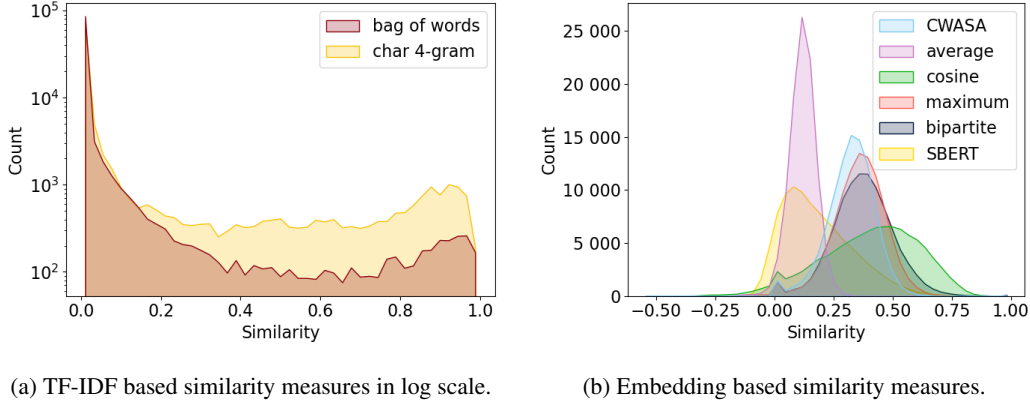 10^5
10^4
10^3
10^2
Count
bag of words
char 4-gram
0.0 0.2 0.4 0.6 0.8 1.0
Similarity
25 000
20 000
15 000
10 000
5 000
0
Count
CWASA
average
cosine
maximum
bipartite
SBERT
−0.50 −0.25 0.00 0.25 0.50 0.75 1.00
Similarity
(a) TF-IDF based similarity measures in log scale.
(b) Embedding based similarity measures.